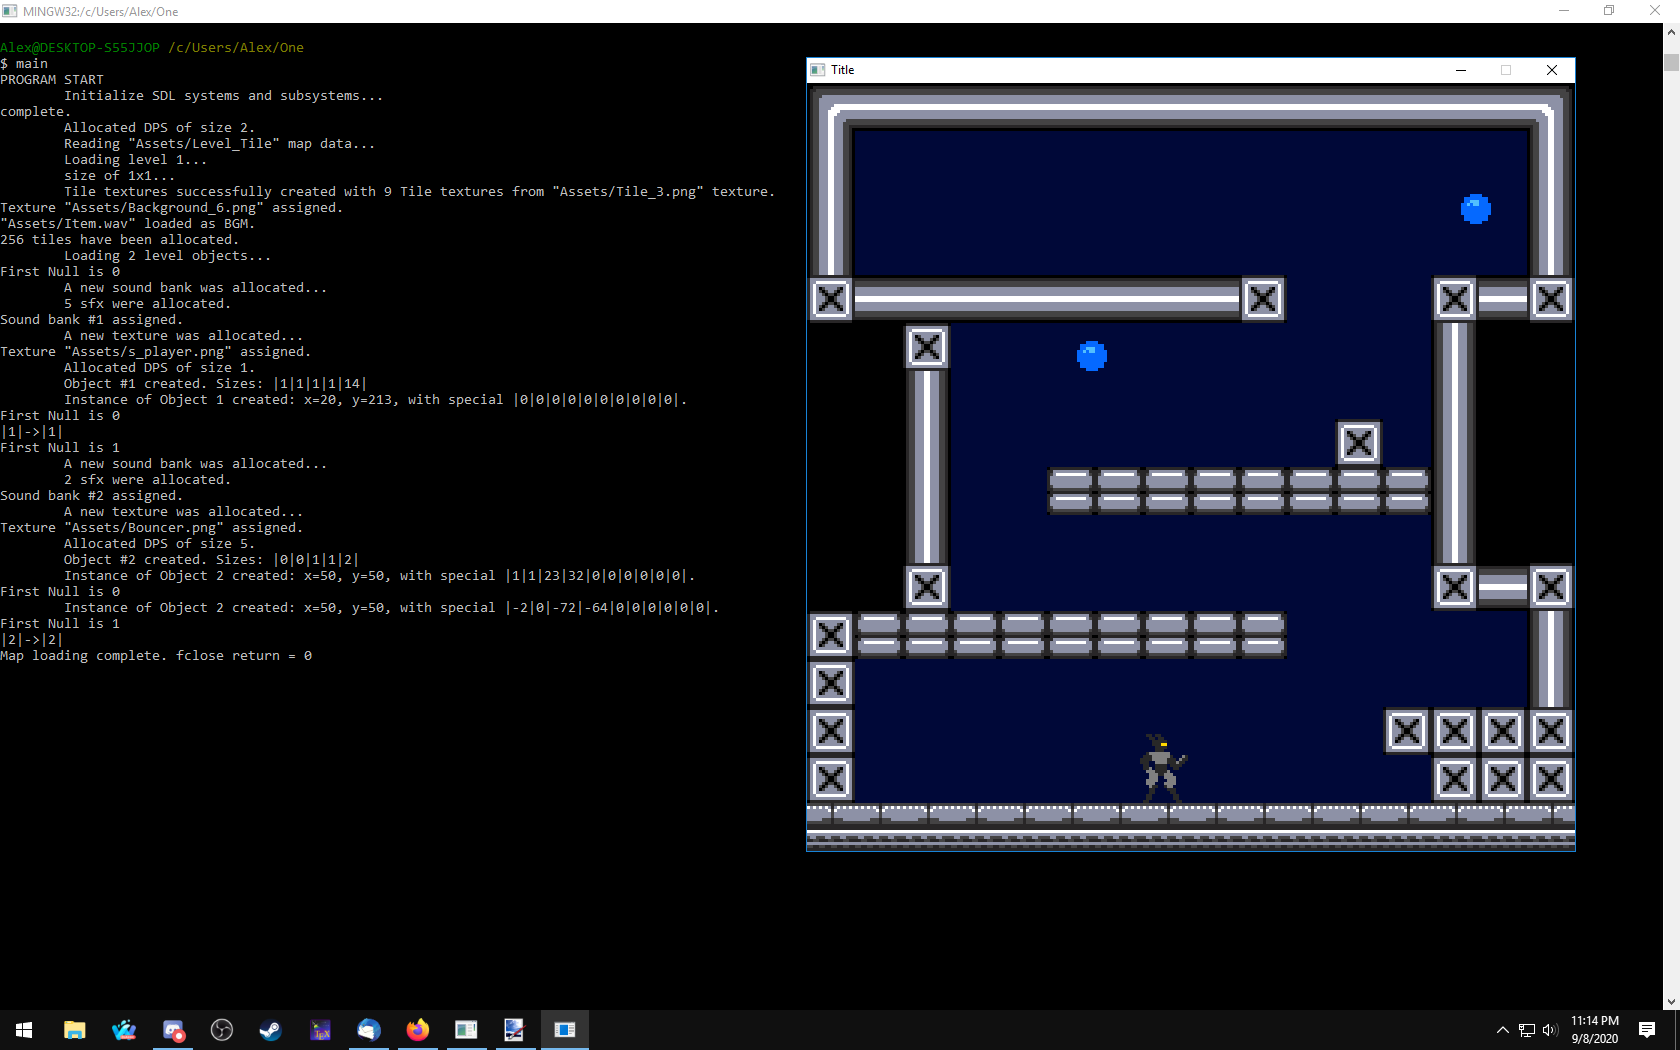 MINGW32:/c/Users/Alex/One
Alex@DESKTOP-S55JJOP /c/Users/Alex/One
$ main
PROGRAM START
Initialize SDL systems and subsystems...
complete.
Allocated DPS of size 2.
Reading "Assets/Level_Tile" map data...
Loading level 1...
size of 1x1...
Tile textures successfully created with 9 Tile textures from "Assets/Tile_3.png" texture.
Texture "Assets/Background_6.png" assigned.
"Assets/Item.wav" loaded as BGM.
256 tiles have been allocated.
Loading 2 level objects...
First Null is 0
A new sound bank was allocated...
5 sfx were allocated.
Sound bank #1 assigned.
A new texture was allocated...
Texture "Assets/s_player.png" assigned.
Allocated DPS of size 1.
Object #1 created. Sizes: |1|1|1|1|14|
Instance of Object 1 created: x=20, y=213, with special |0|0|0|0|0|0|0|0|0|0|.
First Null is 0
|1|->|1|
First Null is 1
A new sound bank was allocated...
2 sfx were allocated.
Sound bank #2 assigned.
A new texture was allocated...
Texture "Assets/Bouncer.png" assigned.
Allocated DPS of size 5.
Object #2 created. Sizes: |0|0|1|1|2|
Instance of Object 2 created: x=50, y=50, with special |1|1|23|32|0|0|0|0|0|0|.
First Null is 0
Instance of Object 2 created: x=50, y=50, with special |-2|0|-72|-64|0|0|0|0|0|0|.
First Null is 1
|2|->|2|
Map loading complete. fclose return = 0
Title
11:14 PM
9/8/2020